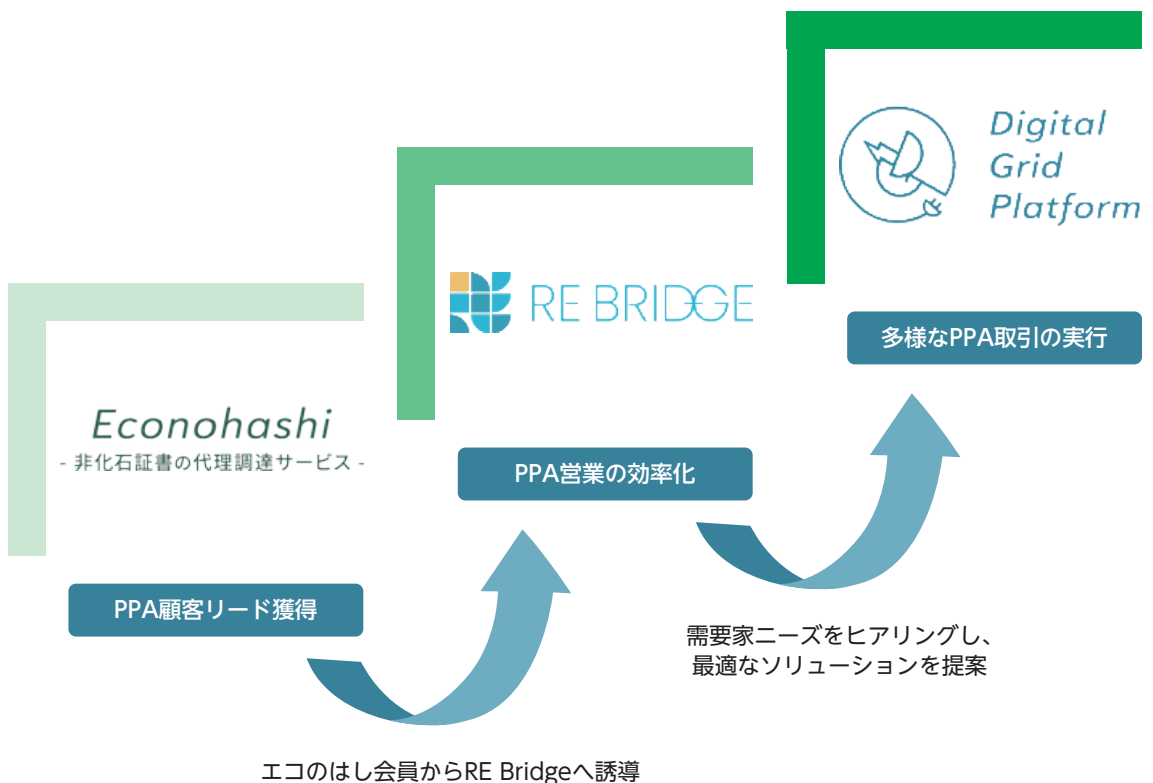 Econohashi
- 非化石証書の代理調達サービス -
PPA顧客リード獲得
エコのはし会員からRE Bridgeへ誘導
RE BRIDGE
PPA営業の効率化
需要家ニーズをヒアリングし、
最適なソリューションを提案
Digital
Grid
Platform
多様なPPA取引の実行